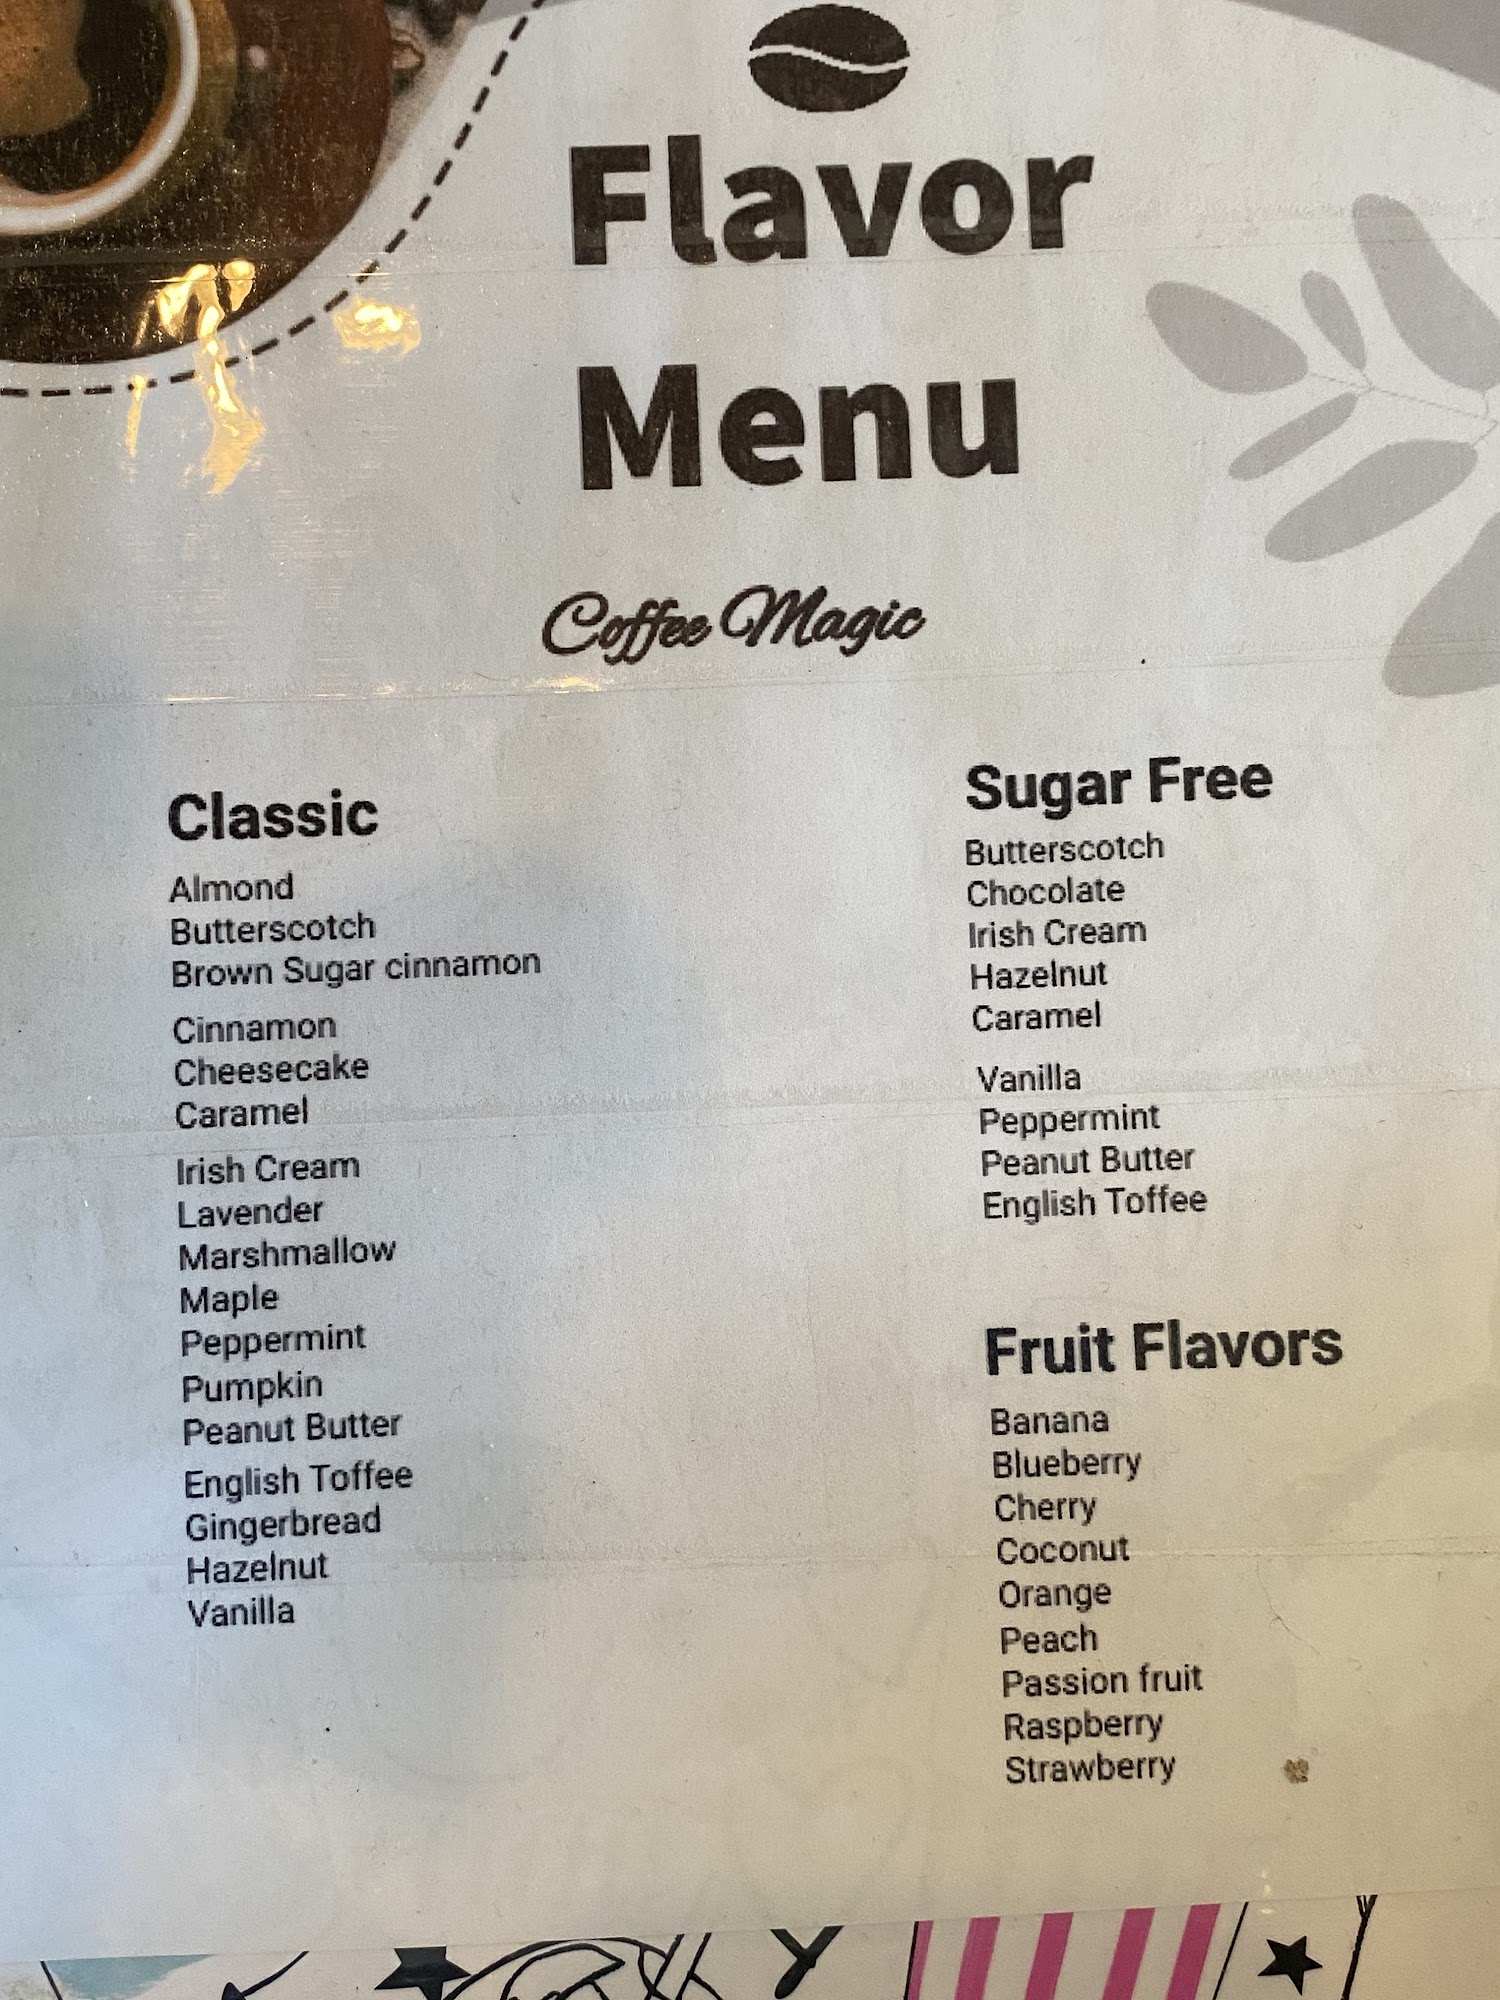 Flavor
Menu
Coffee Magic
Classic
Almond
Butterscotch
Brown Sugar cinnamon
Cinnamon
Cheesecake
Caramel
Irish Cream
Lavender
Marshmallow
Maple
Peppermint
Pumpkin
Peanut Butter
English Toffee
Gingerbread
Hazelnut
Vanilla
Sugar Free
Butterscotch
Chocolate
Irish Cream
Hazelnut
Caramel
Vanilla
Peppermint
Peanut Butter
English Toffee
Fruit Flavors
Banana
Blueberry
Cherry
Coconut
Orange
Peach
Passion fruit
Raspberry
Strawberry